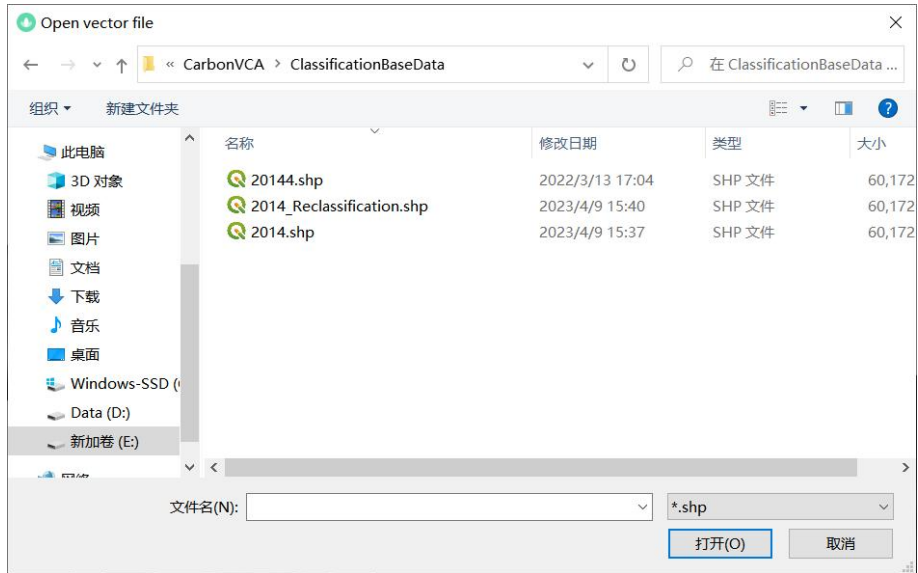 Open vector file
« CarbonVCA > ClassificationBaseData
在 ClassificationBaseData ...
组织 新建文件夹
名称 修改日期 类型 大小
20144.shp 2022/3/13 17:04 SHP 文件 60,172
2014_Reclassification.shp 2023/4/9 15:40 SHP 文件 60,172
2014.shp 2023/4/9 15:37 SHP 文件 60,172
此电脑
3D 对象
视频
图片
文档
下载
音乐
桌面
Windows-SSD (
Data (D:)
新加卷 (E:)
文件名(N):
*.shp
打开(O) 取消